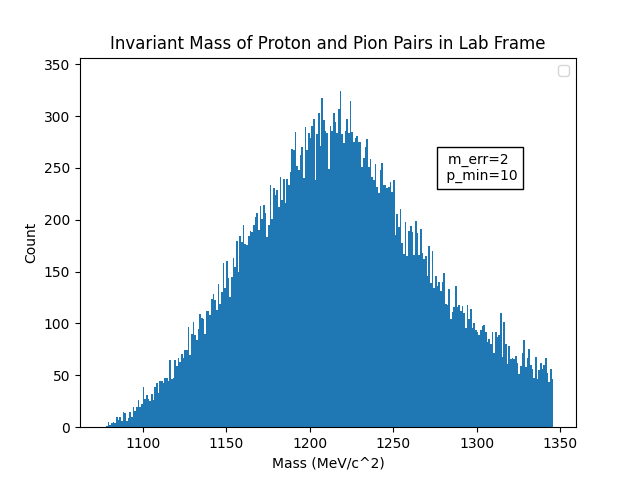 Invariant Mass of Proton and Pion Pairs in Lab Frame
350
300
250
200
150
100
50
0
Count
m_err=2
p_min=10
1100 1150 1200 1250 1300 1350
Mass (MeV/c^2)